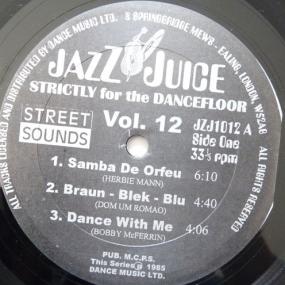 ALL TRACKS LICENSED AND DISTRIBUTED BY DANCE MUSIC LTD. 8 SPRINGBRIDGE MEWS - EALING, LONDON, W52AB
ALL RIGHTS RESERVED
JAZZ JUICE
STRICTLY for the DANCEFLOOR
STREET SOUNDS
Vol. 12
JZJ1012 A
Side One
33⅓ rpm
1. Samba De Orfeu 6:10
(HERBIE MANN)
2. Braun - Blek - Blu 4:40
(DOM UM ROMAO)
3. Dance With Me 4:06
(BOBBY McFERRIN)
PUB. M.C.P.S.
This Series ℗ 1985
DANCE MUSIC LTD.